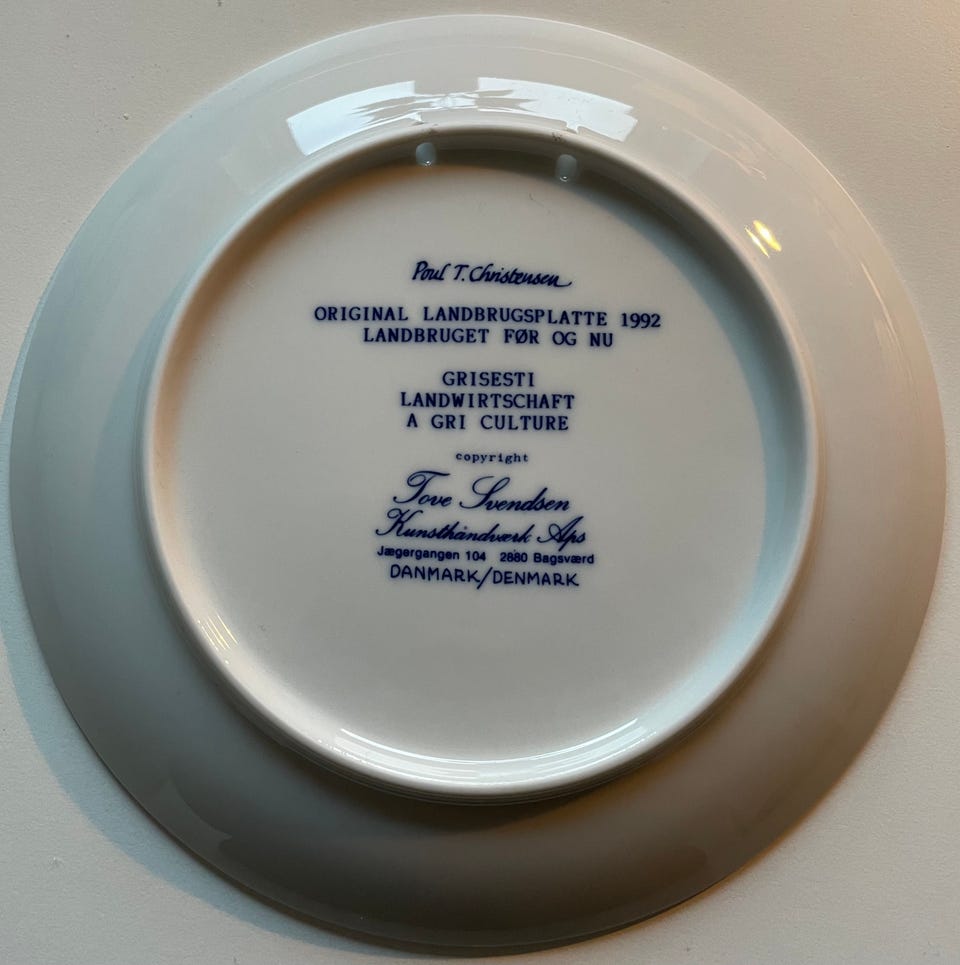 Poul T. Christensen
ORIGINAL LANDBRUGSPLATTE 1992
LANDBRUGET FØR OG NU
GRISESTI
LANDWIRTSCHAFT
A GRI CULTURE
copyright
Tove Svendsen
Kunsthåndværk Aps
Jægergangen 104 2880 Bagsværd
DANMARK/DENMARK